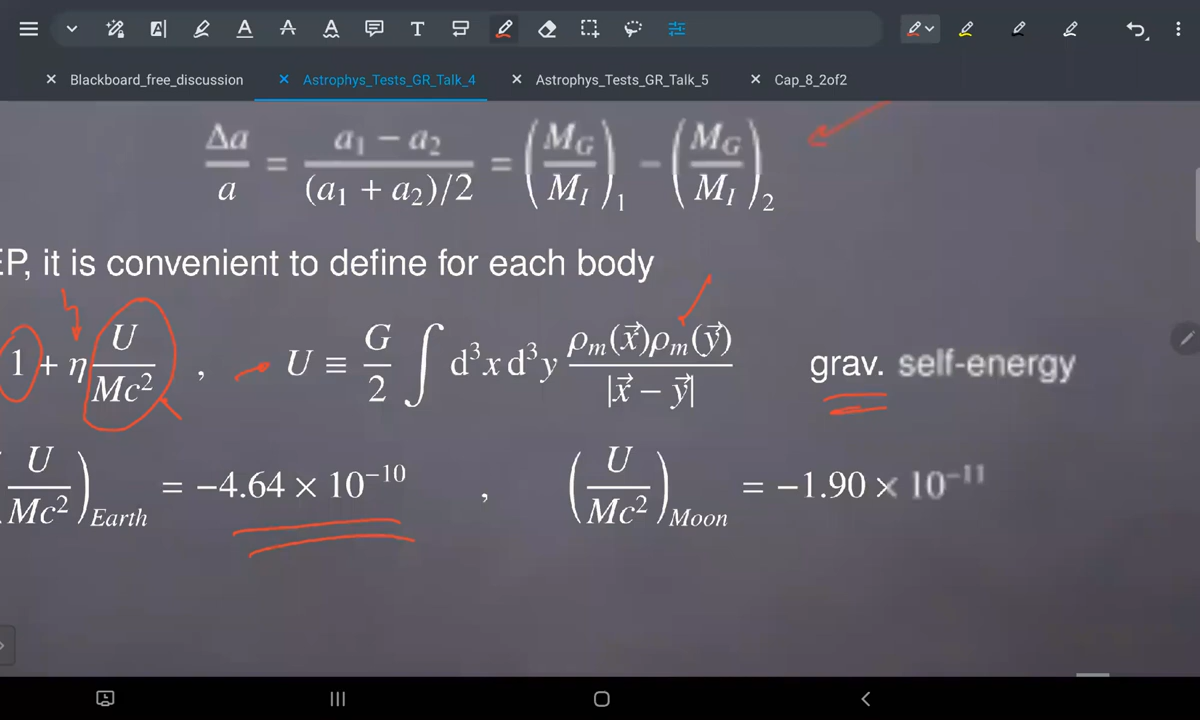 Blackboard_free_discussion Astrophys_Tests_GR_Talk_4 Astrophys_Tests_GR_Talk_5 Cap_8_2of2
Δa/a = (a₁ − a₂)/((a₁ + a₂)/2) = (M_G/M_I)₁ − (M_G/M_I)₂
EP, it is convenient to define for each body
1 + η U/Mc² , U ≡ G/2 ∫ d³x d³y ρₘ(x⃗)ρₘ(y⃗)/|x⃗ − y⃗| grav. self-energy
(U/Mc²)_Earth = −4.64 × 10⁻¹⁰ , (U/Mc²)_Moon = −1.90 × 10⁻¹¹